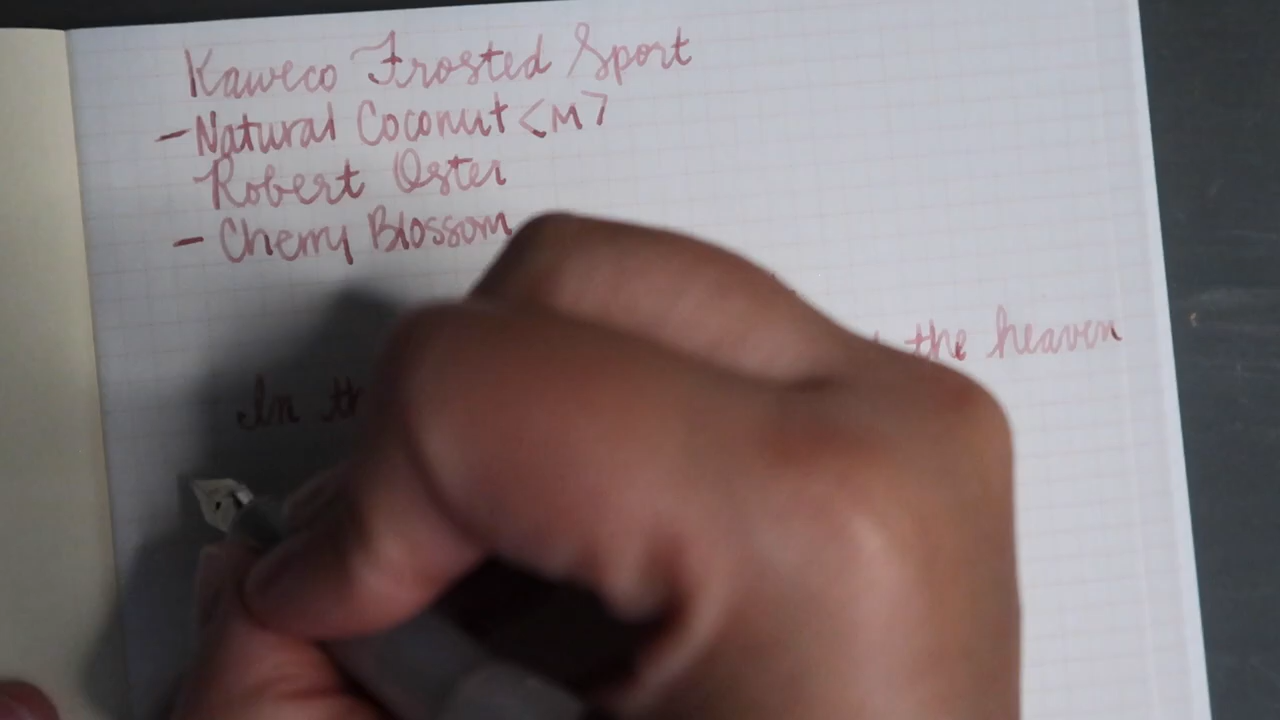 Kaweco Frosted Sport
- Natural Coconut <M>
Robert Oster
- Cherry Blossom
the heaven
In th